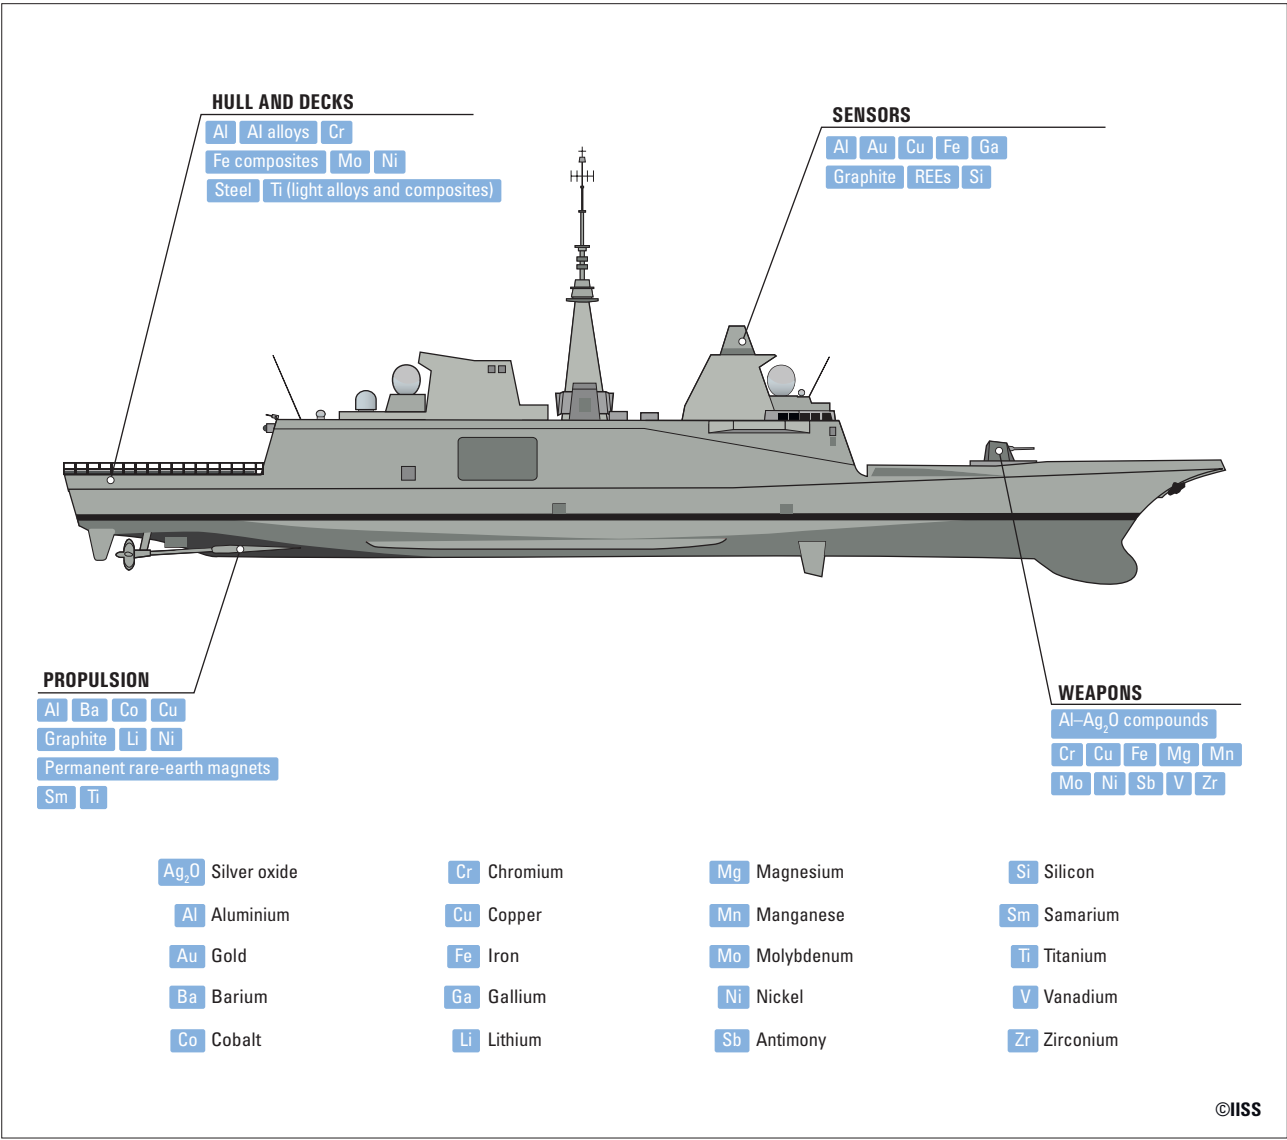 HULL AND DECKS
Al Al alloys Cr
Fe composites Mo Ni
Steel Ti (light alloys and composites)
SENSORS
Al Au Cu Fe Ga
Graphite REEs Si
PROPULSION
Al Ba Co Cu
Graphite Li Ni
Permanent rare-earth magnets
Sm Ti
WEAPONS
Al–Ag₂O compounds
Cr Cu Fe Mg Mn
Mo Ni Sb V Zr
Ag₂O Silver oxide
Al Aluminium
Au Gold
Ba Barium
Co Cobalt
Cr Chromium
Cu Copper
Fe Iron
Ga Gallium
Li Lithium
Mg Magnesium
Mn Manganese
Mo Molybdenum
Ni Nickel
Sb Antimony
Si Silicon
Sm Samarium
Ti Titanium
V Vanadium
Zr Zirconium
©IISS